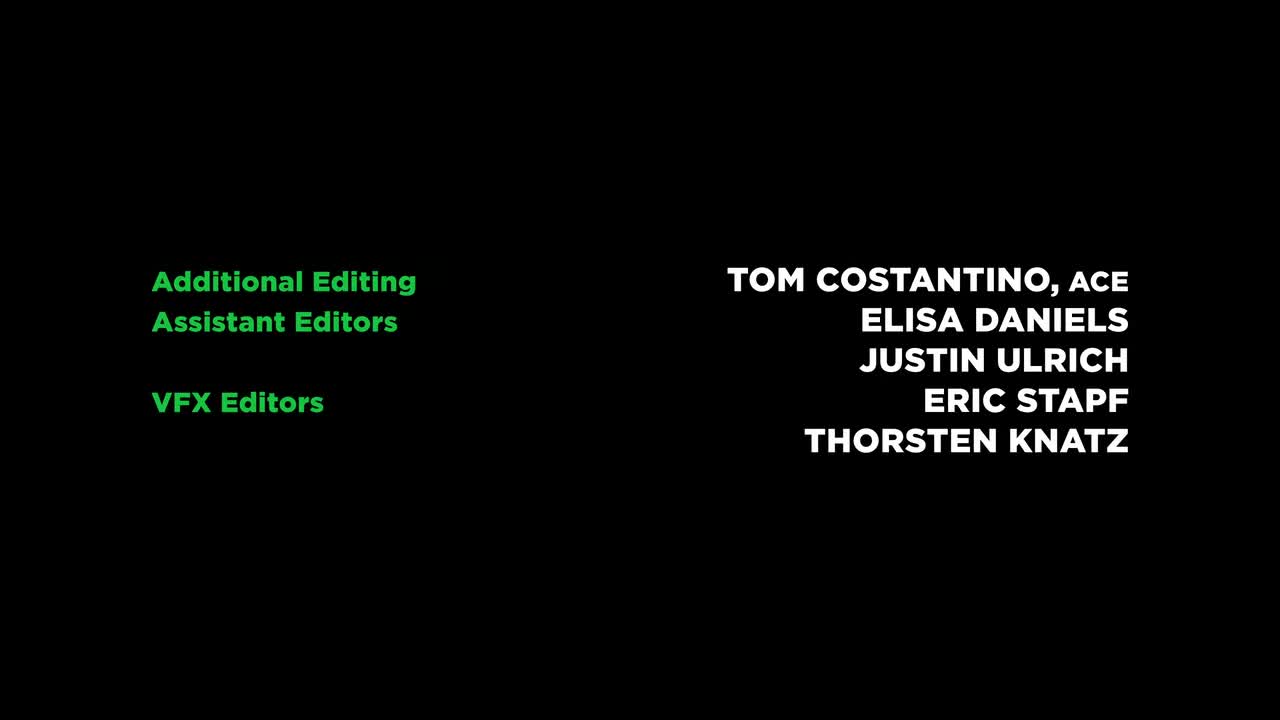 Additional Editing TOM COSTANTINO, ACE
Assistant Editors ELISA DANIELS
JUSTIN ULRICH
VFX Editors ERIC STAPF
THORSTEN KNATZ